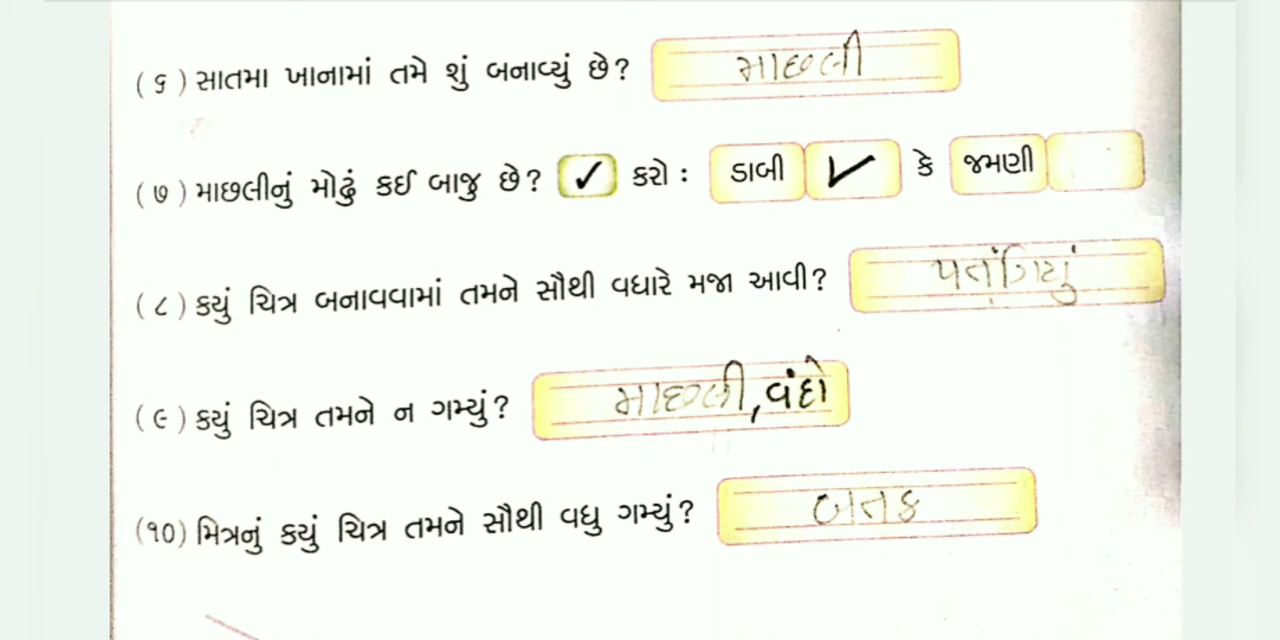 (૬) સાતમા ખાનામાં તમે શું બનાવ્યું છે? માછલી
(૭) માછલીનું મોઢું કઈ બાજુ છે? ✓ કરો : ડાબી ✓ કે જમણી
(૮) કયું ચિત્ર બનાવવામાં તમને સૌથી વધારે મજા આવી? પતંગિયું
(૯) કયું ચિત્ર તમને ન ગમ્યું? માછલી, વંદો
(૧૦) મિત્રનું કયું ચિત્ર તમને સૌથી વધુ ગમ્યું? બતક